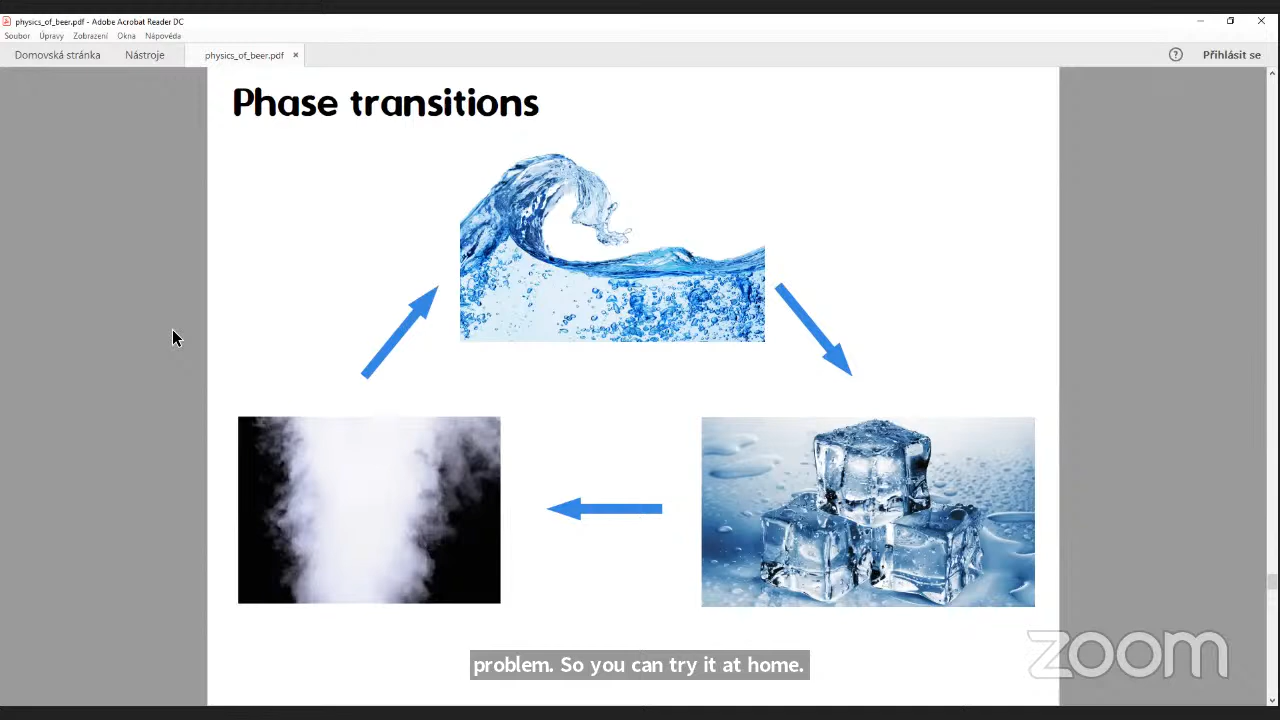 physics_of_beer.pdf - Adobe Acrobat Reader DC
Soubor Úpravy Zobrazení Okna Nápověda
Domovská stránka Nástroje physics_of_beer.pdf × ? Přihlásit se
Phase transitions
problem. So you can try it at home.
zoom